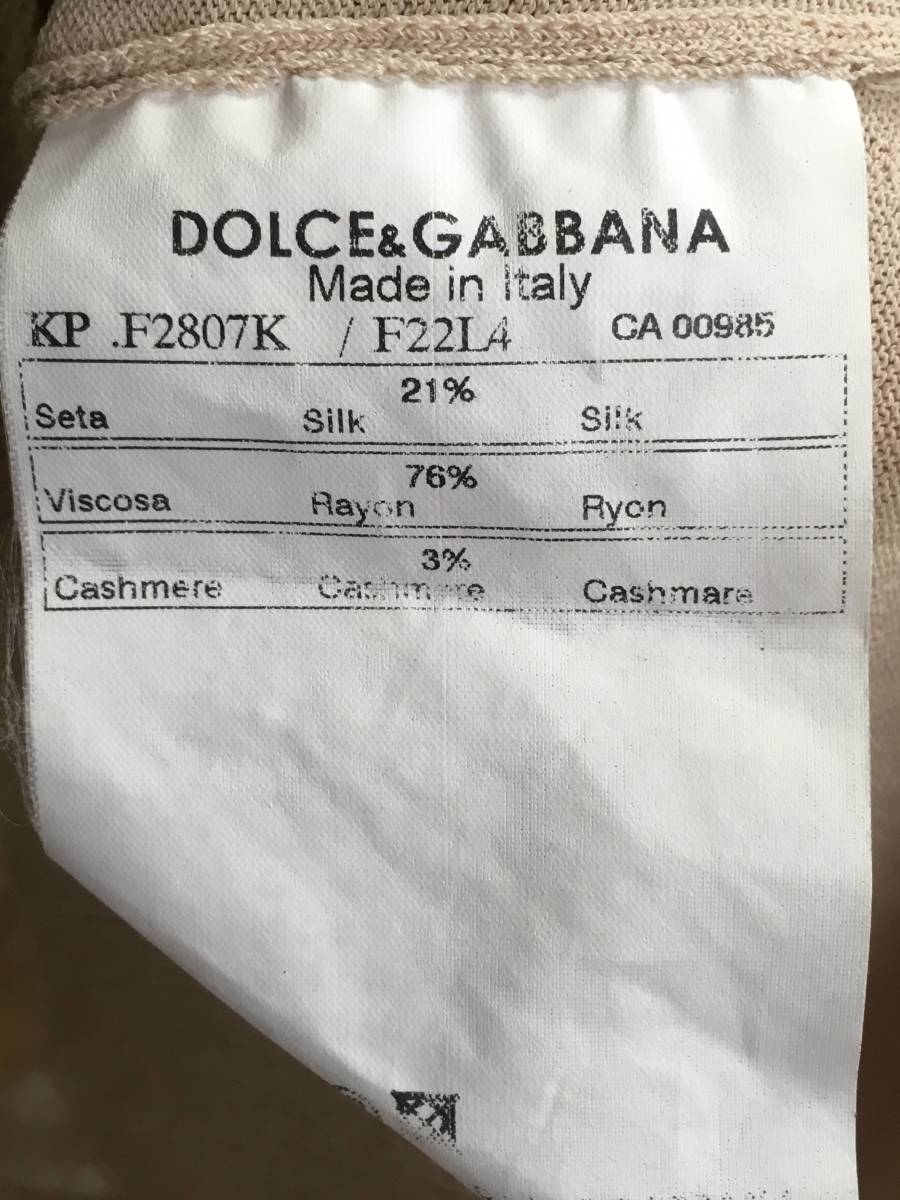 DOLCE&GABBANA
Made in Italy
KP .F2807K / F22L4 CA 00985
21%
Seta Silk Silk
76%
Viscosa Rayon Ryon
3%
Cashmere Cashmere Cashmare